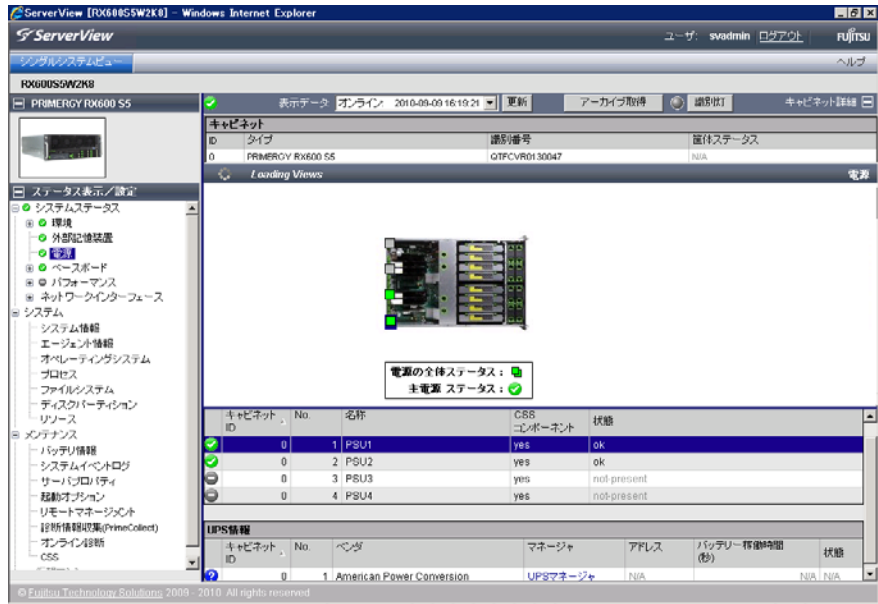 ServerView [RX600S5W2K8] - Windows Internet Explorer
ServerView
ユーザ: svadmin ログアウト FUJITSU
シングルシステムビュー ヘルプ
RX600S5W2K8
PRIMERGY RX600 S5
表示データ オンライン 2010-09-09 16:19:21 更新 アーカイブ取得 識別灯 キャビネット詳細
キャビネット
ID タイプ 識別番号 筐体ステータス
0 PRIMERGY RX600 S5 QTFCVR0130047 N/A
Loading Views 電源
ステータス表示/設定
システムステータス
環境
外部記憶装置
電源
ベースボード
パフォーマンス
ネットワークインターフェース
システム
システム情報
エージェント情報
オペレーティングシステム
プロセス
ファイルシステム
ディスクパーティション
リソース
メンテナンス
バッテリ情報
システムイベントログ
サーバプロパティ
起動オプション
リモートマネージメント
診断情報収集(PrimeCollect)
オンライン診断
CSS
電源の全体ステータス:
主電源 ステータス:
キャビネット ID No. 名称 CSS コンポーネント 状態
0 1 PSU1 yes ok
0 2 PSU2 yes ok
0 3 PSU3 yes not-present
0 4 PSU4 yes not-present
UPS情報
キャビネット ID No. ベンダ マネージャ アドレス バッテリー稼働時間 (秒) 状態
0 1 American Power Conversion UPSマネージャ N/A N/A N/A
© Fujitsu Technology Solutions 2009 - 2010 All rights reserved